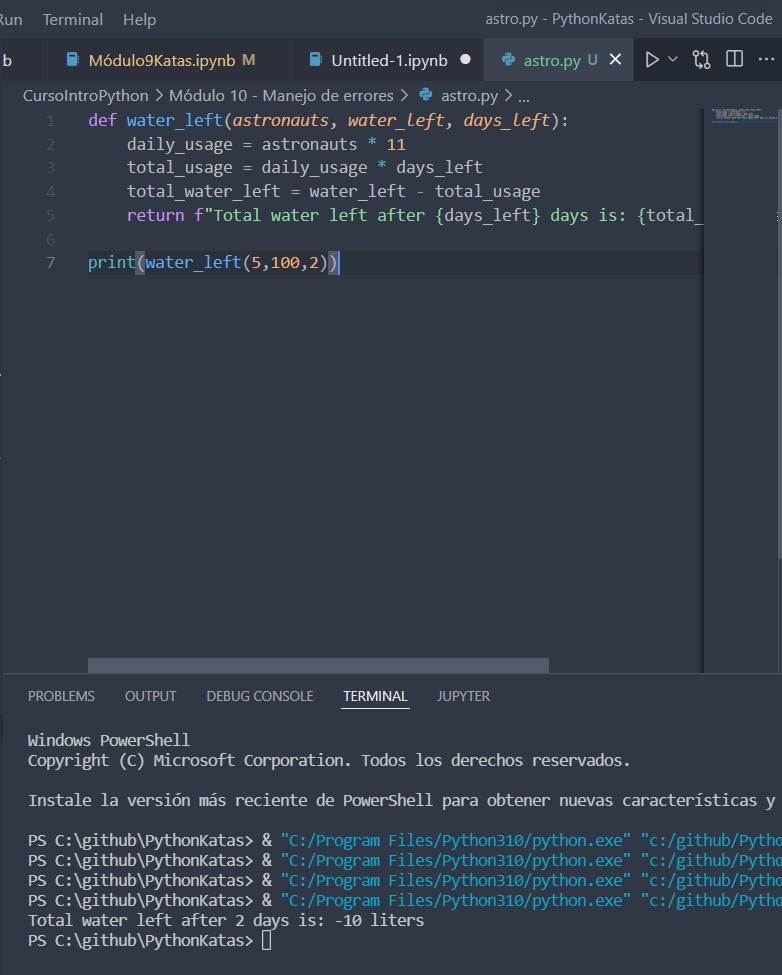 Run Terminal Help astro.py - PythonKatas - Visual Studio Code
b Módulo9Katas.ipynb M Untitled-1.ipynb astro.py U
CursoIntroPython > Módulo 10 - Manejo de errores > astro.py > ...
1 def water_left(astronauts, water_left, days_left):
2 daily_usage = astronauts * 11
3 total_usage = daily_usage * days_left
4 total_water_left = water_left - total_usage
5 return f"Total water left after {days_left} days is: {total_
6
7 print(water_left(5,100,2))
PROBLEMS OUTPUT DEBUG CONSOLE TERMINAL JUPYTER
Windows PowerShell
Copyright (C) Microsoft Corporation. Todos los derechos reservados.
Instale la versión más reciente de PowerShell para obtener nuevas características y
PS C:\github\PythonKatas> & "C:/Program Files/Python310/python.exe" "c:/github/Pytho
PS C:\github\PythonKatas> & "C:/Program Files/Python310/python.exe" "c:/github/Pytho
PS C:\github\PythonKatas> & "C:/Program Files/Python310/python.exe" "c:/github/Pytho
PS C:\github\PythonKatas> & "C:/Program Files/Python310/python.exe" "c:/github/Pytho
Total water left after 2 days is: -10 liters
PS C:\github\PythonKatas>